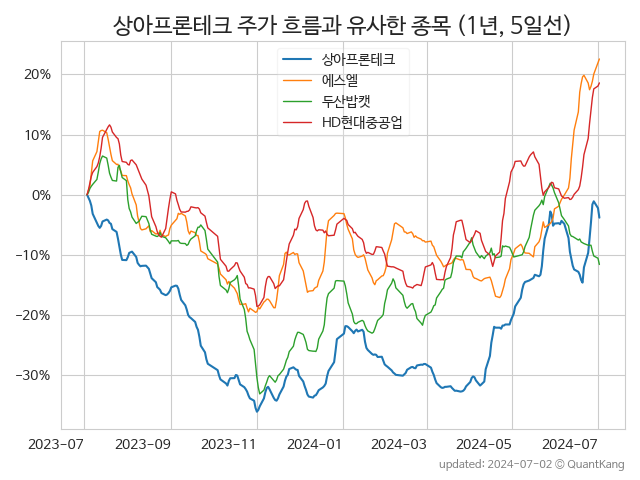 상아프론테크 주가 흐름과 유사한 종목 (1년, 5일선)
상아프론테크
에스엘
두산밥캣
HD현대중공업
20%
10%
0%
−10%
−20%
−30%
2023-07 2023-09 2023-11 2024-01 2024-03 2024-05 2024-07
updated: 2024-07-02 © QuantKang